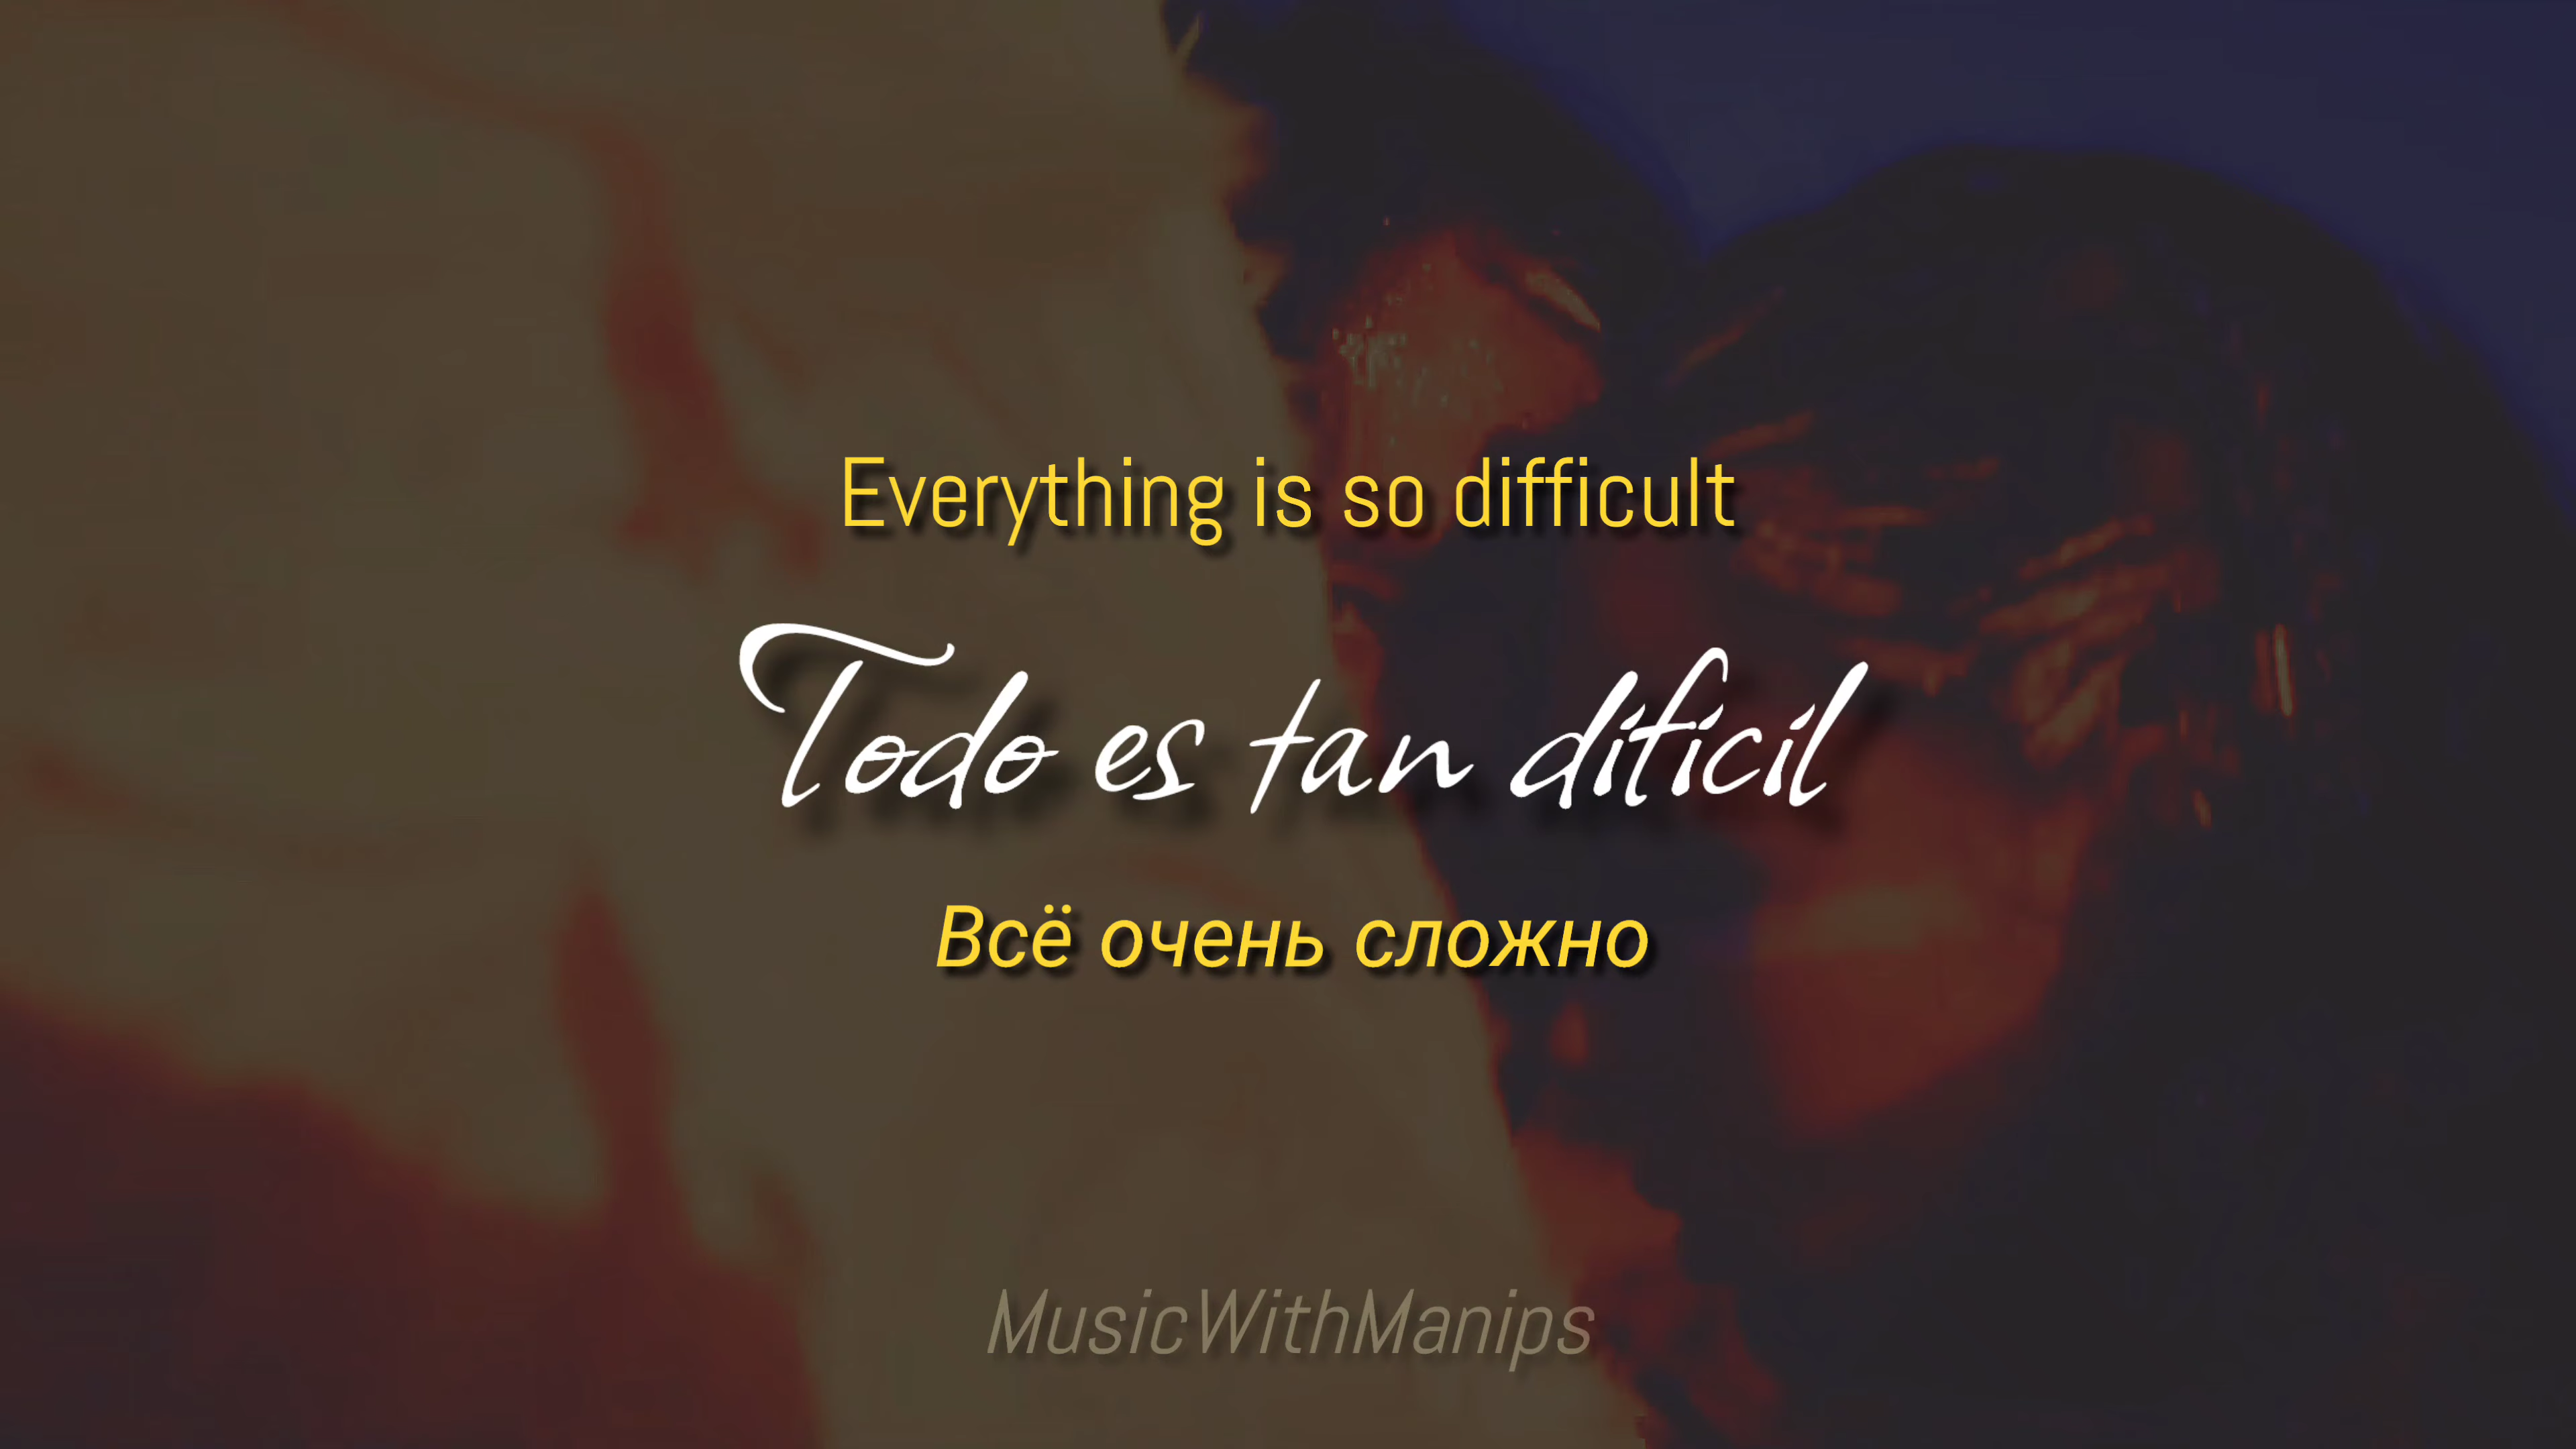 Everything is so difficult
Todo es tan difícil
Всё очень сложно
MusicWithManips